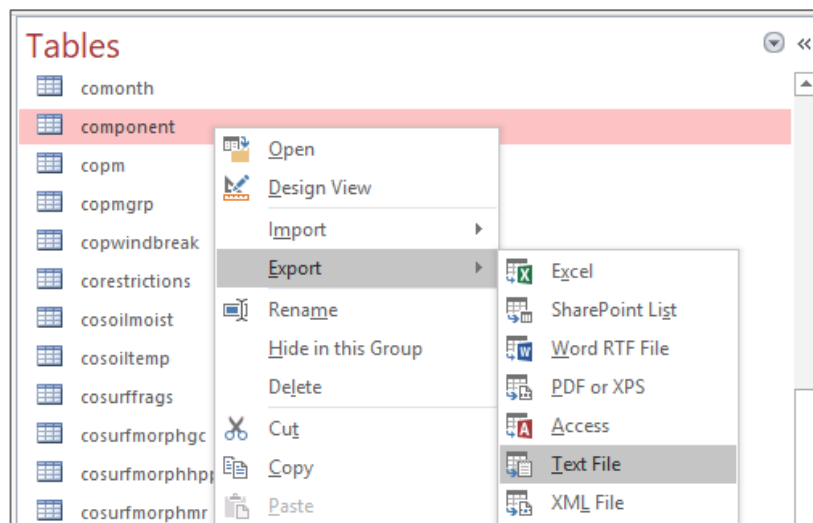 Tables
comonth
component
copm
copmgrp
copwindbreak
corestrictions
cosoilmoist
cosoiltemp
cosurffrags
cosurfmorphgc
cosurfmorphhpp
cosurfmorphmr
Open
Design View
Import
Export
Rename
Hide in this Group
Delete
Cut
Copy
Paste
Excel
SharePoint List
Word RTF File
PDF or XPS
Access
Text File
XML File